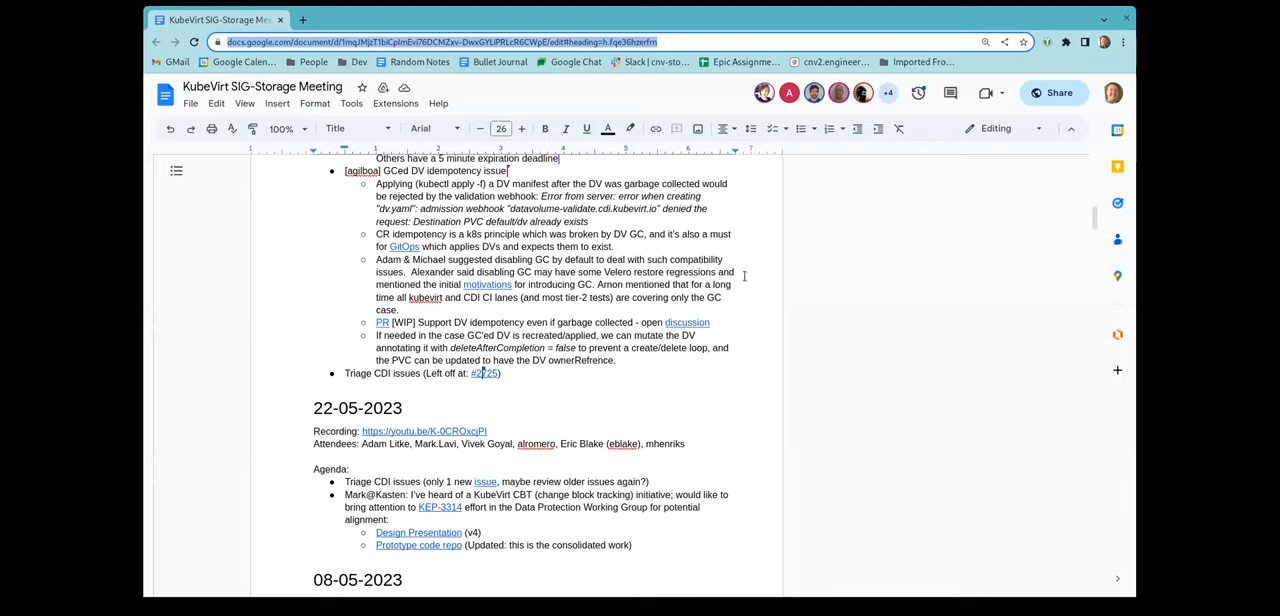 KubeVirt SIG-Storage Mee
docs.google.com/document/d/1mqJMjzT1biCpImEvi76DCMZxv-DwxGYLiPRLcR6CWpE/edit#heading=h.fqe36hzerfrn
GMail Google Calen... People Dev Random Notes Bullet Journal Google Chat Slack | cnv-sto... Epic Assignme... cnv2.engineer... Imported Fro...
KubeVirt SIG-Storage Meeting
File Edit View Insert Format Tools Extensions Help
A +4 Share
100% Title Arial 26 B I U A Editing
1 1 2 3 4 5 6 7
Others have a 5 minute expiration deadline
[agilboa] GCed DV idempotency issue
Applying (kubectl apply -f) a DV manifest after the DV was garbage collected would
be rejected by the validation webhook: Error from server: error when creating
"dv.yaml": admission webhook "datavolume-validate.cdi.kubevirt.io" denied the
request: Destination PVC default/dv already exists
CR idempotency is a k8s principle which was broken by DV GC, and it's also a must
for GitOps which applies DVs and expects them to exist.
Adam & Michael suggested disabling GC by default to deal with such compatibility
issues. Alexander said disabling GC may have some Velero restore regressions and
mentioned the initial motivations for introducing GC. Arnon mentioned that for a long
time all kubevirt and CDI CI lanes (and most tier-2 tests) are covering only the GC
case.
PR [WIP] Support DV idempotency even if garbage collected - open discussion
If needed in the case GC'ed DV is recreated/applied, we can mutate the DV
annotating it with deleteAfterCompletion = false to prevent a create/delete loop, and
the PVC can be updated to have the DV ownerRefrence.
Triage CDI issues (Left off at: #2725)
22-05-2023
Recording: https://youtu.be/K-0CROxcjPI
Attendees: Adam Litke, Mark.Lavi, Vivek Goyal, alromero, Eric Blake (eblake), mhenriks
Agenda:
Triage CDI issues (only 1 new issue, maybe review older issues again?)
Mark@Kasten: I've heard of a KubeVirt CBT (change block tracking) initiative; would like to
bring attention to KEP-3314 effort in the Data Protection Working Group for potential
alignment:
Design Presentation (v4)
Prototype code repo (Updated: this is the consolidated work)
08-05-2023